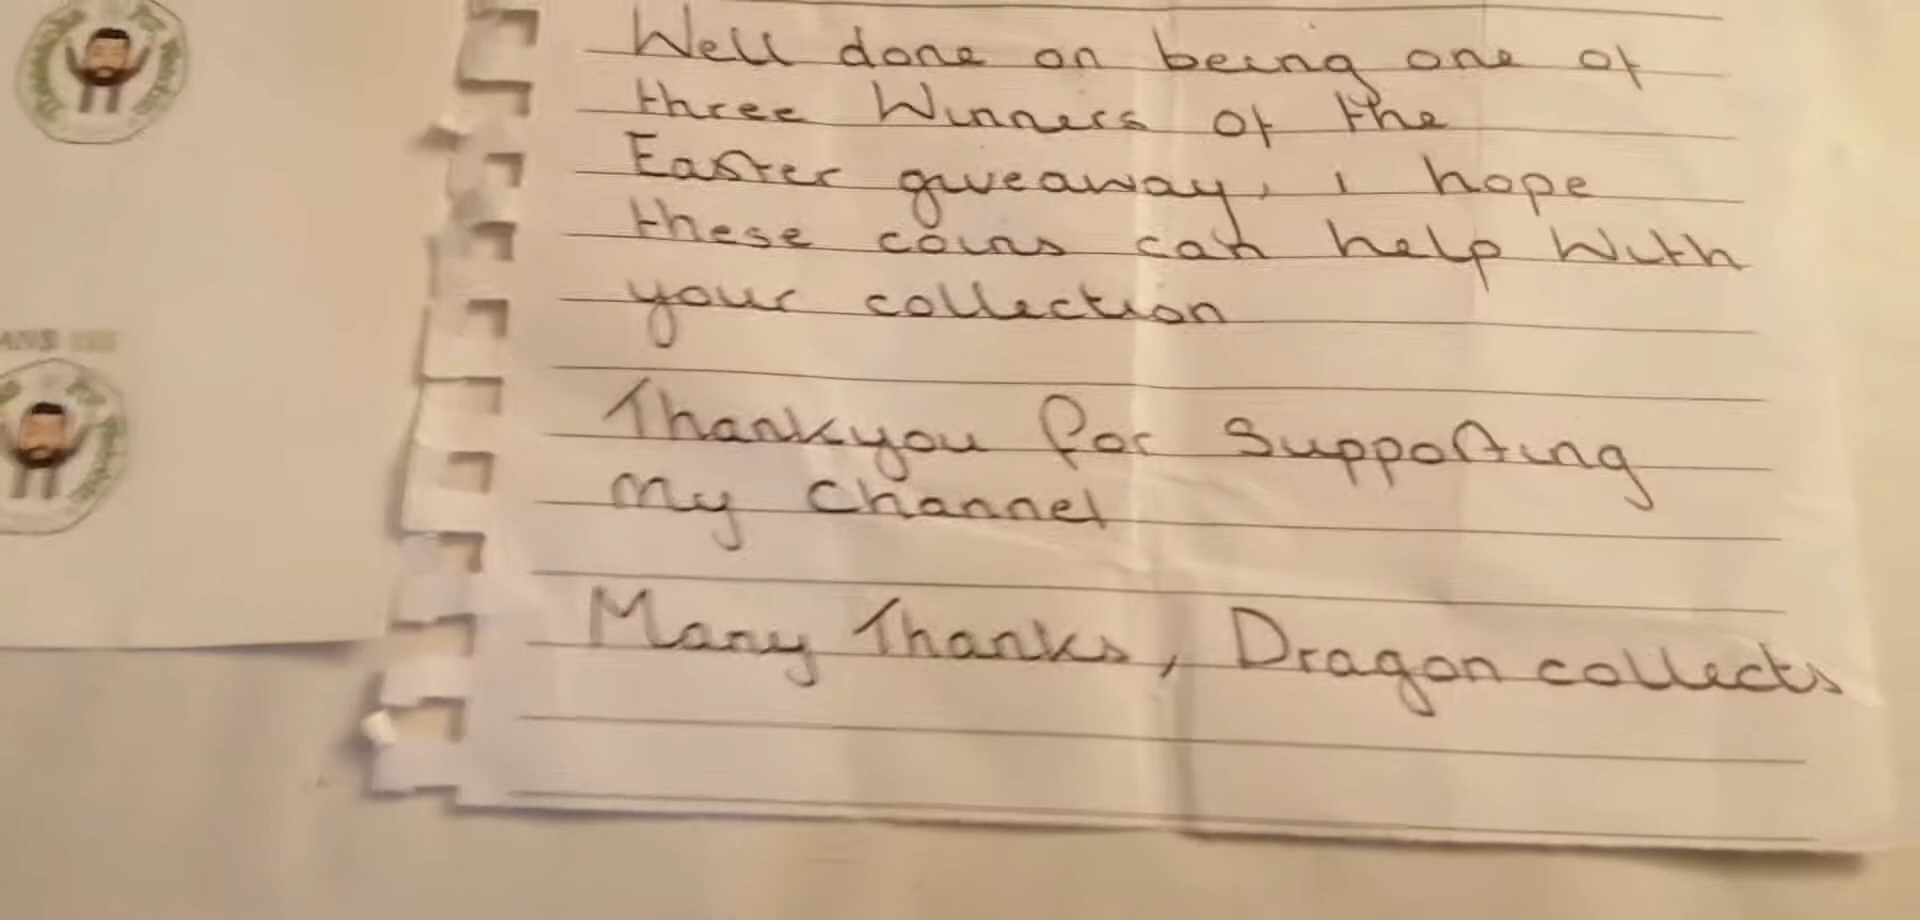 Well done on being one of
three Winners of the
Easter giveaway, i hope
these coins can help With
your collection
Thankyou for Supporting
my channel
Many Thanks, Dragon collects